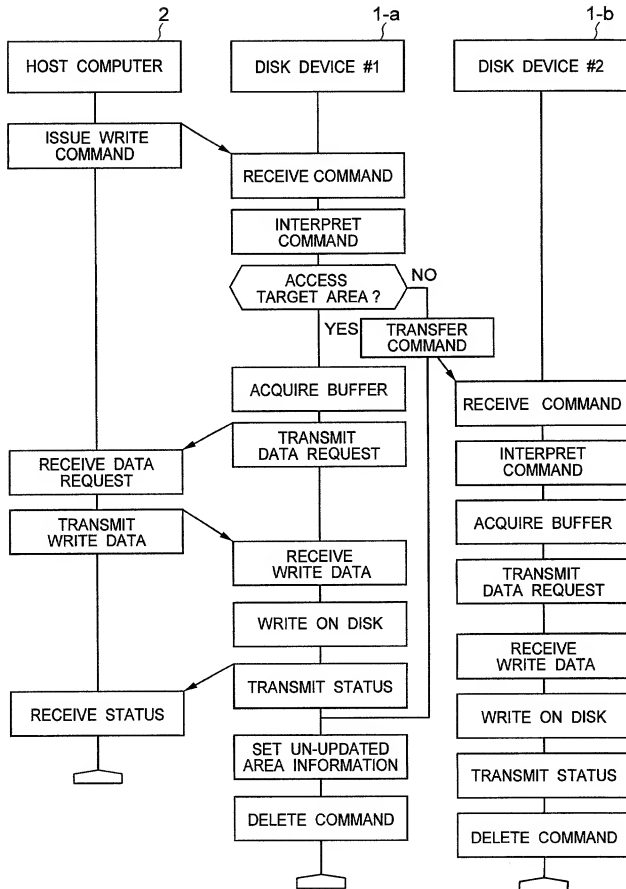 2
1-a
1-b
HOST COMPUTER
DISK DEVICE #1
DISK DEVICE #2
ISSUE WRITE
COMMAND
RECEIVE COMMAND
INTERPRET
COMMAND
ACCESS
TARGET AREA ?
NO
YES
TRANSFER
COMMAND
ACQUIRE BUFFER
TRANSMIT
DATA REQUEST
RECEIVE DATA
REQUEST
TRANSMIT
WRITE DATA
RECEIVE
WRITE DATA
WRITE ON DISK
TRANSMIT STATUS
RECEIVE STATUS
SET UN-UPDATED
AREA INFORMATION
DELETE COMMAND
RECEIVE COMMAND
INTERPRET
COMMAND
ACQUIRE BUFFER
TRANSMIT
DATA REQUEST
RECEIVE
WRITE DATA
WRITE ON DISK
TRANSMIT STATUS
DELETE COMMAND